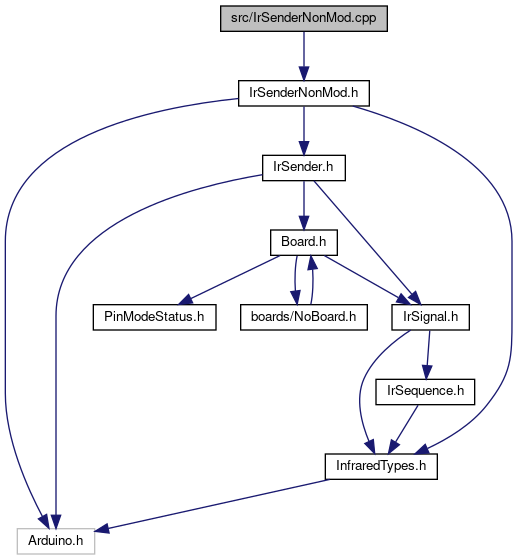 src/IrSenderNonMod.cpp
IrSenderNonMod.h
IrSender.h
Board.h
PinModeStatus.h
boards/NoBoard.h
IrSignal.h
IrSequence.h
InfraredTypes.h
Arduino.h